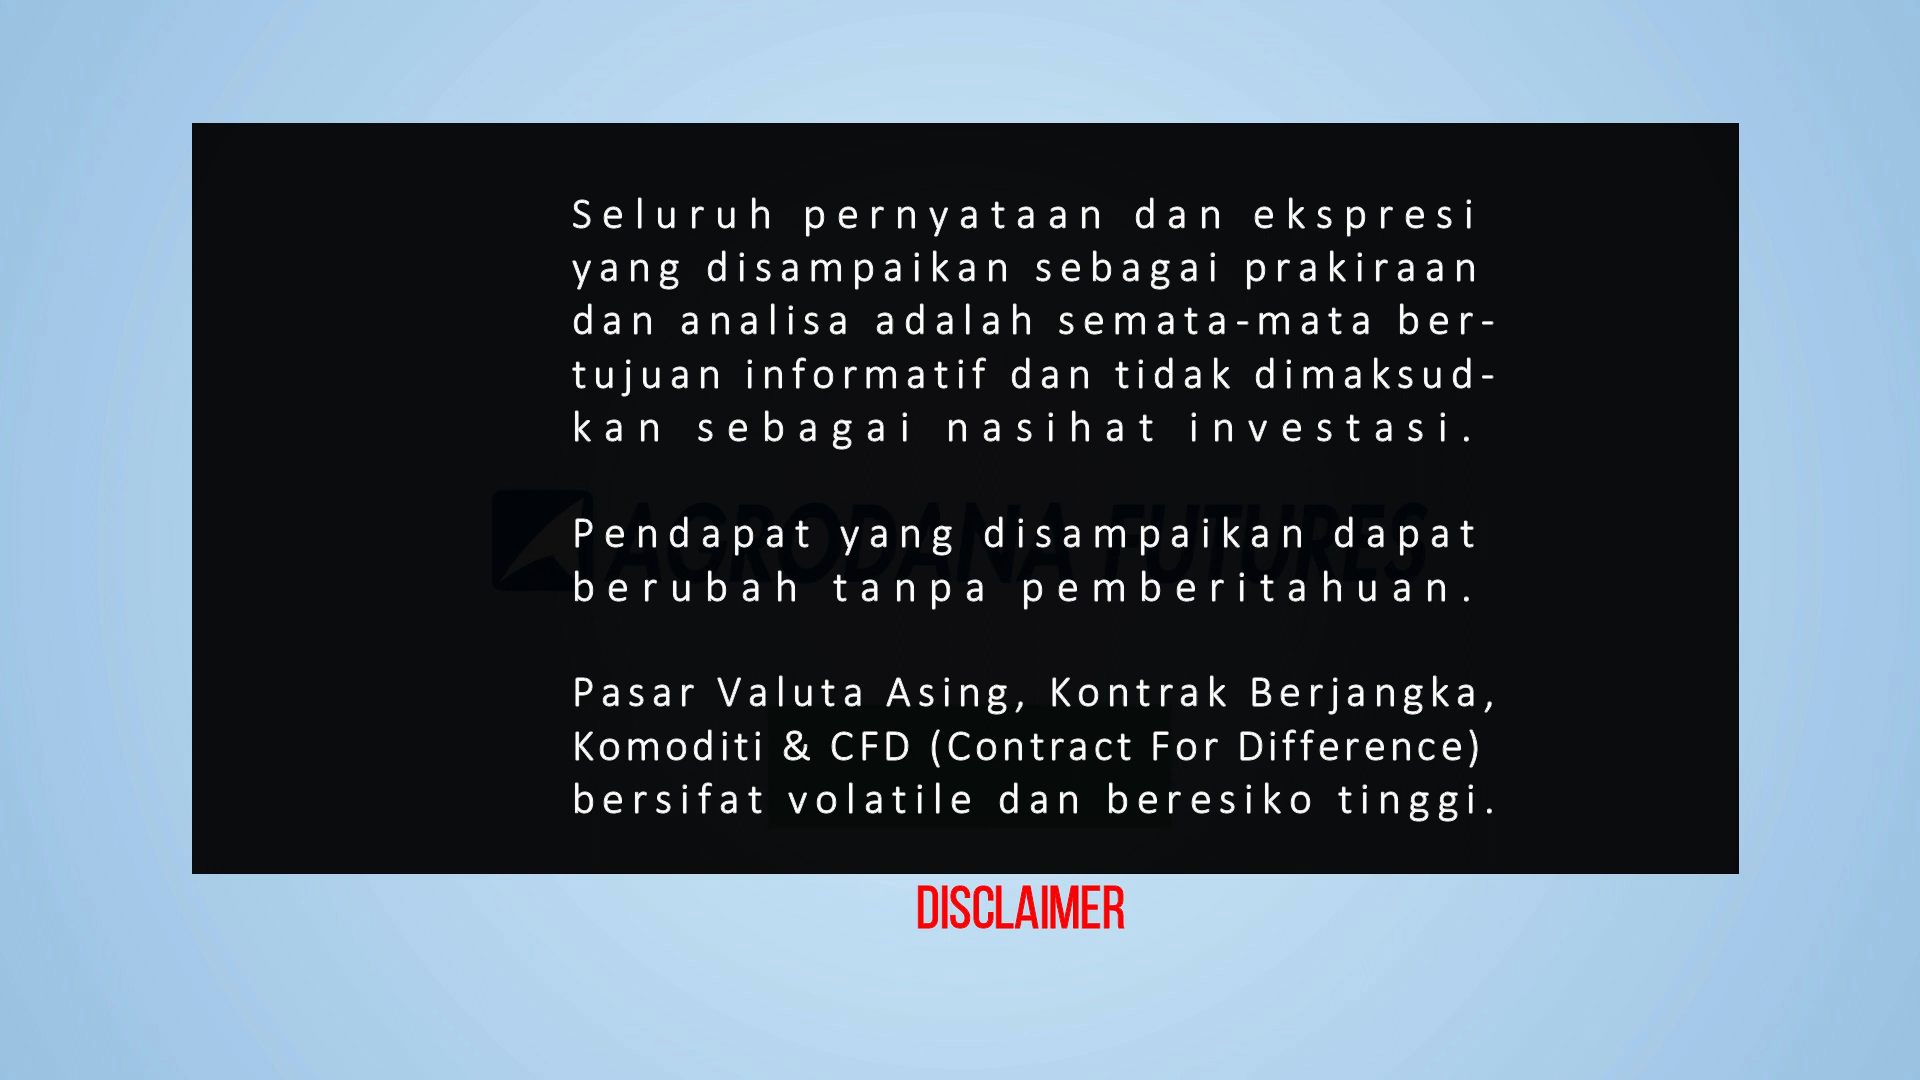 Seluruh pernyataan dan ekspresi
yang disampaikan sebagai prakiraan
dan analisa adalah semata-mata ber-
tujuan informatif dan tidak dimaksud-
kan sebagai nasihat investasi.
AGRODANA FUTURES
Pendapat yang disampaikan dapat
berubah tanpa pemberitahuan.
Pasar Valuta Asing, Kontrak Berjangka,
Komoditi & CFD (Contract For Difference)
bersifat volatile dan beresiko tinggi.
DISCLAIMER